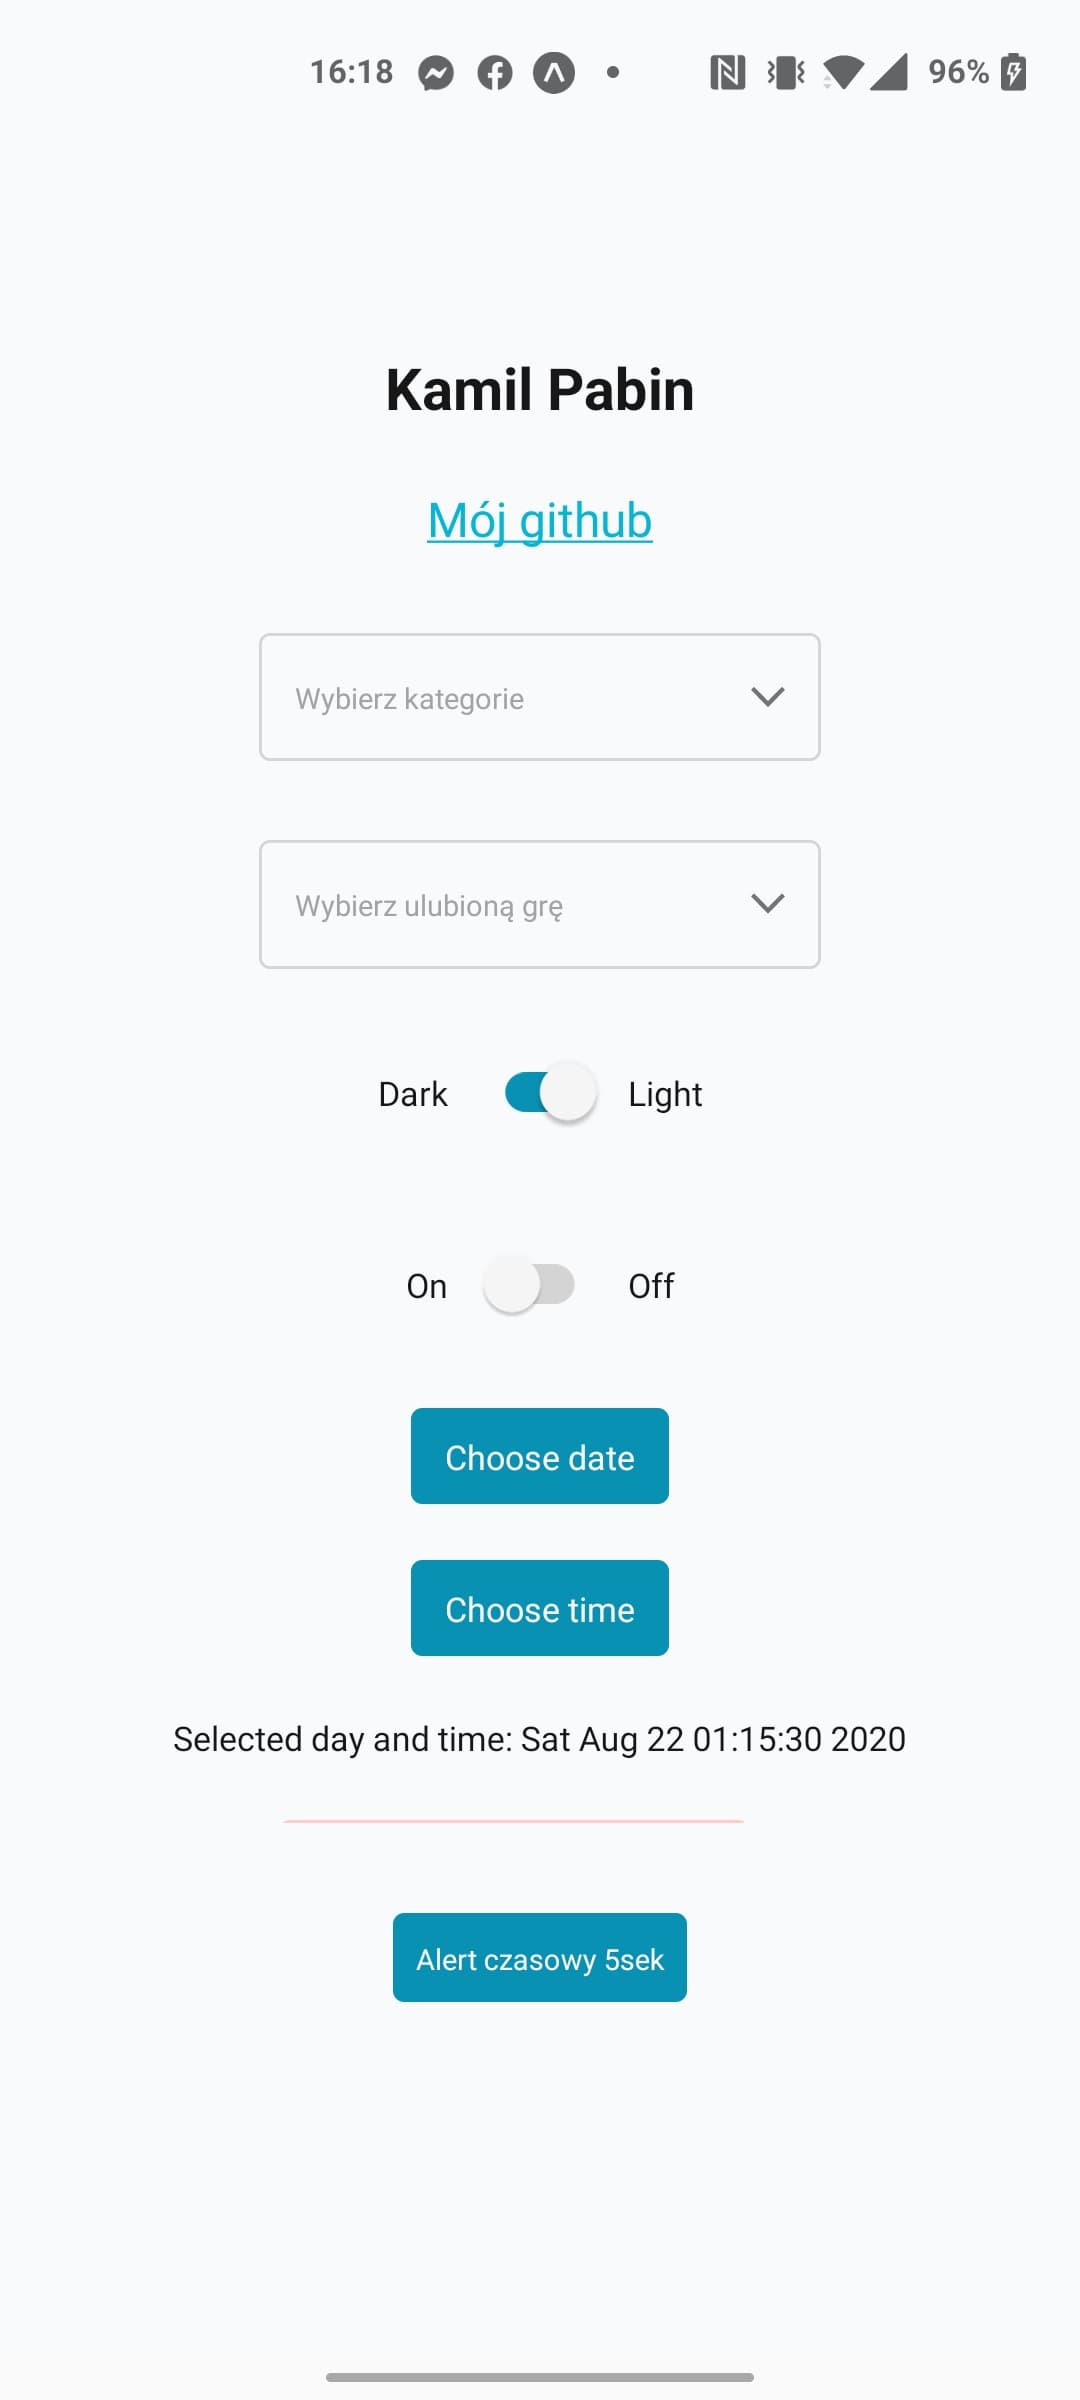 16:18 96%
Kamil Pabin
Mój github
Wybierz kategorie
Wybierz ulubioną grę
Dark Light
On Off
Choose date
Choose time
Selected day and time: Sat Aug 22 01:15:30 2020
Alert czasowy 5sek